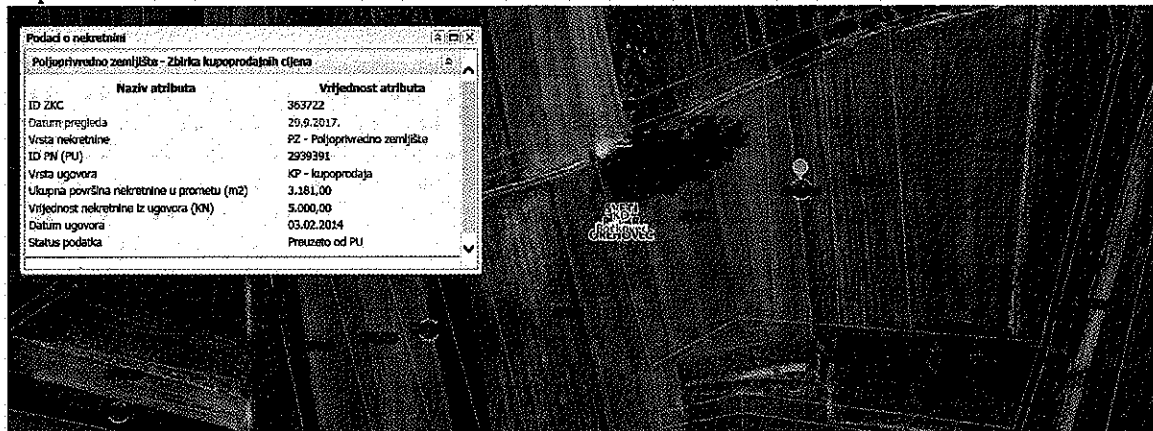 Podaci o nekretnini
Poljoprivredno zemljište - Zbirka kupoprodajnih cijena
Naziv atributa Vrijednost atributa
ID ZKC 363722
Datum pregleda 29.9.2017.
Vrsta nekretnine PZ - Poljoprivredno zemljište
ID PN (PU) 2939391
Vrsta ugovora KP - kupoprodaja
Ukupna površina nekretnine u prometu (m2) 3.181,00
Vrijednost nekretnine iz ugovora (KN) 5.000,00
Datum ugovora 03.02.2014
Status podatka Preuzeto od PU